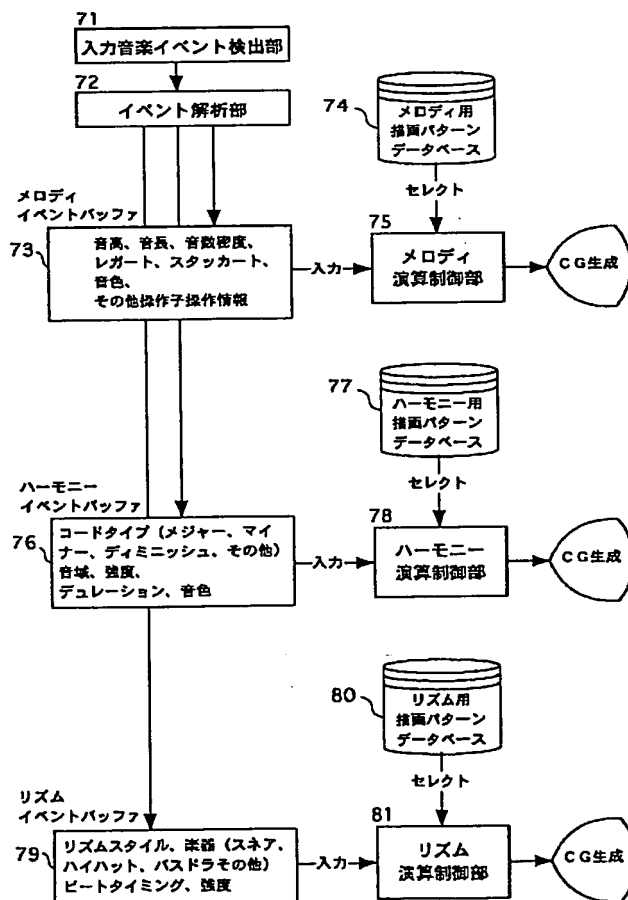 71
入力音楽イベント検出部
72
イベント解析部
74
メロディ用
描画パターン
データベース
セレクト
メロディ
イベントバッファ
73
音高、音長、音数密度、
レガート、スタッカート、
音色、
その他操作子操作情報
入力
75
メロディ
演算制御部
CG生成
77
ハーモニー用
描画パターン
データベース
セレクト
ハーモニー
イベントバッファ
76
コードタイプ（メジャー、マイ
ナー、ディミニッシュ、その他）
音域、強度、
デュレーション、音色
入力
78
ハーモニー
演算制御部
CG生成
80
リズム用
描画パターン
データベース
セレクト
リズム
イベントバッファ
79
リズムスタイル、楽器（スネア、
ハイハット、バスドラその他）
ビートタイミング、強度
入力
81
リズム
演算制御部
CG生成